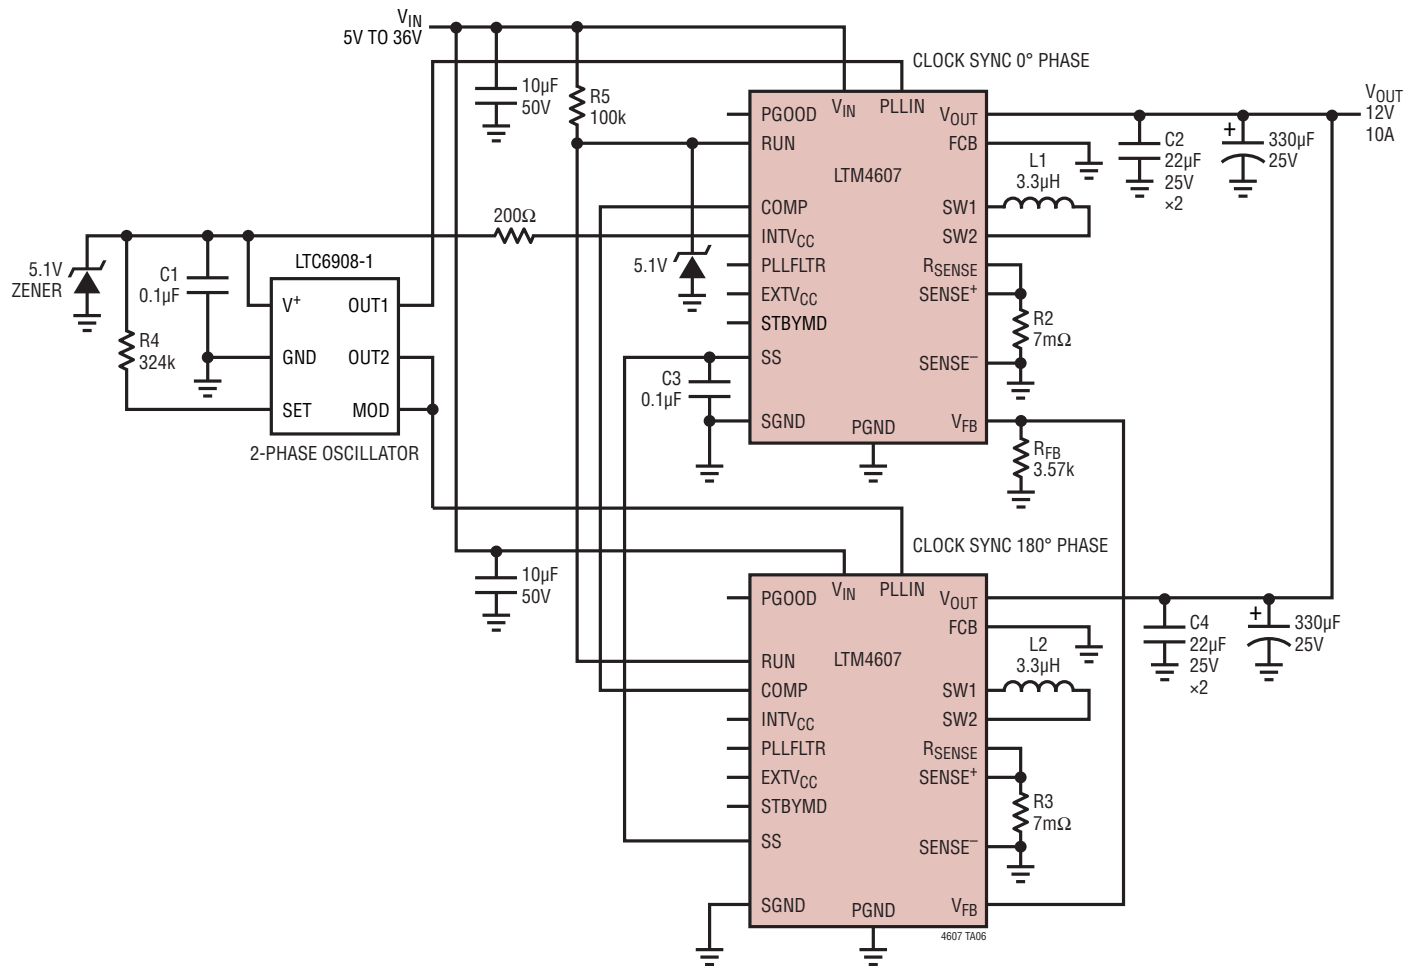 VIN
5V TO 36V
CLOCK SYNC 0° PHASE
10µF
50V
R5
100k
PGOOD
VIN
PLLIN
VOUT
RUN
FCB
LTM4607
COMP
SW1
INTVCC
SW2
PLLFLTR
RSENSE
EXTVCC
SENSE+
STBYMD
SS
SENSE–
SGND
PGND
VFB
L1
3.3µH
C2
22µF
25V
×2
+
330µF
25V
VOUT
12V
10A
200Ω
5.1V
ZENER
C1
0.1µF
R4
324k
LTC6908-1
V+
OUT1
GND
OUT2
SET
MOD
2-PHASE OSCILLATOR
5.1V
C3
0.1µF
R2
7mΩ
RFB
3.57k
CLOCK SYNC 180° PHASE
10µF
50V
PGOOD
VIN
PLLIN
VOUT
FCB
RUN
LTM4607
COMP
SW1
INTVCC
SW2
PLLFLTR
RSENSE
EXTVCC
SENSE+
STBYMD
SS
SENSE–
SGND
PGND
VFB
L2
3.3µH
C4
22µF
25V
×2
+
330µF
25V
R3
7mΩ
4607 TA06